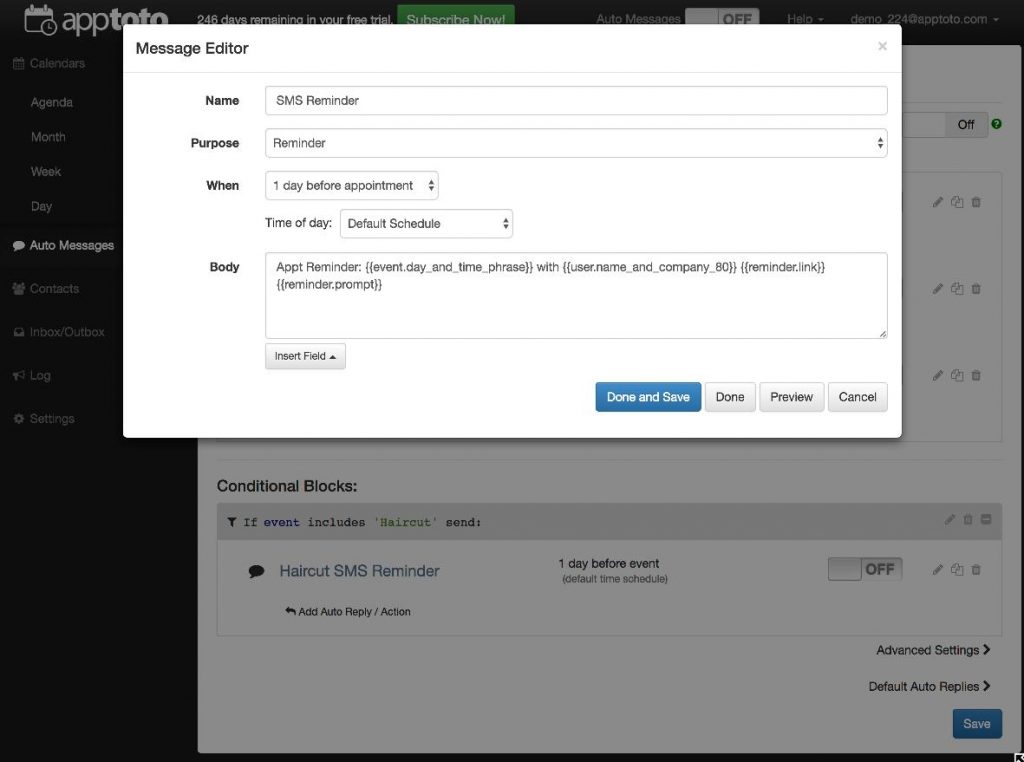 apptoto
246 days remaining in your free trial. Subscribe Now! Auto Messages OFF Help demo_224@apptoto.com
Message Editor ×
Calendars
Agenda
Month
Week
Day
Auto Messages
Contacts
Inbox/Outbox
Log
Settings
Name SMS Reminder
Purpose Reminder
When 1 day before appointment
Time of day: Default Schedule
Body Appt Reminder: {{event.day_and_time_phrase}} with {{user.name_and_company_80}} {{reminder.link}}
{{reminder.prompt}}
Insert Field
Done and Save Done Preview Cancel
Off ?
Conditional Blocks:
If event includes 'Haircut' send:
Haircut SMS Reminder 1 day before event OFF
(default time schedule)
Add Auto Reply / Action
Advanced Settings
Default Auto Replies
Save